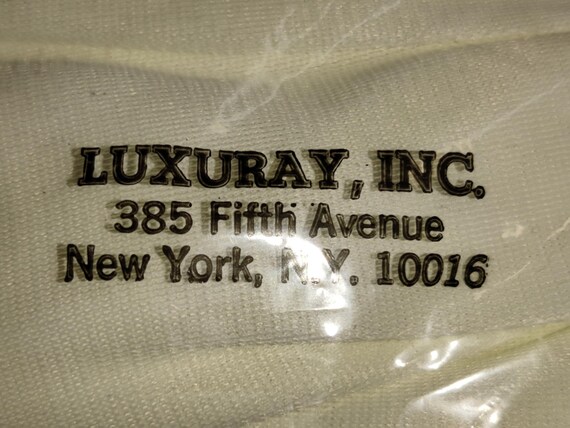 LUXURAY, INC.
385 Fifth Avenue
New York, N.Y. 10016